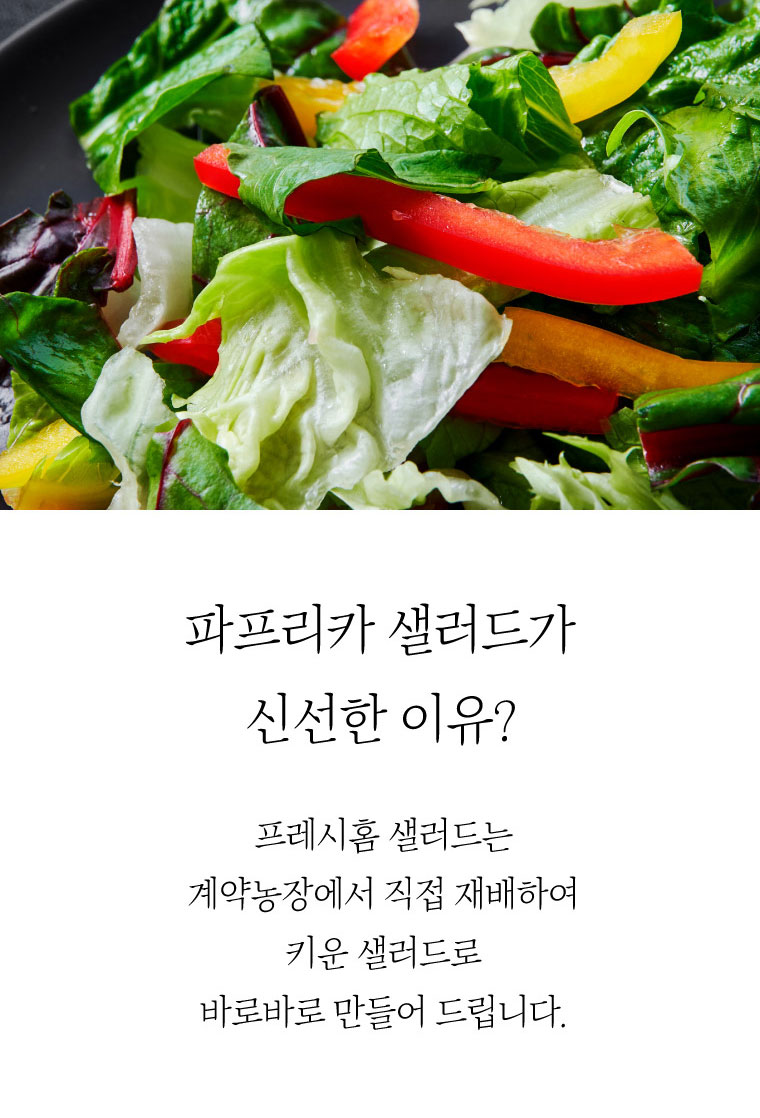 파프리카 샐러드가
신선한 이유?
프레시홈 샐러드는
계약농장에서 직접 재배하여
키운 샐러드로
바로바로 만들어 드립니다.